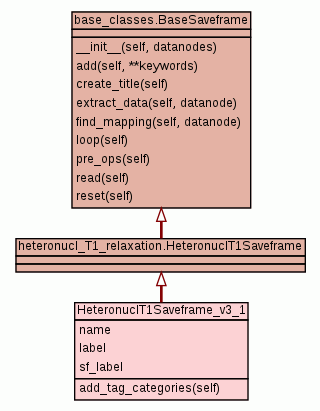 base_classes.BaseSaveframe
__init__(self, datanodes)
add(self, **keywords)
create_title(self)
extract_data(self, datanode)
find_mapping(self, datanode)
loop(self)
pre_ops(self)
read(self)
reset(self)
heteronucl_T1_relaxation.HeteronuclT1Saveframe
HeteronuclT1Saveframe_v3_1
name
label
sf_label
add_tag_categories(self)